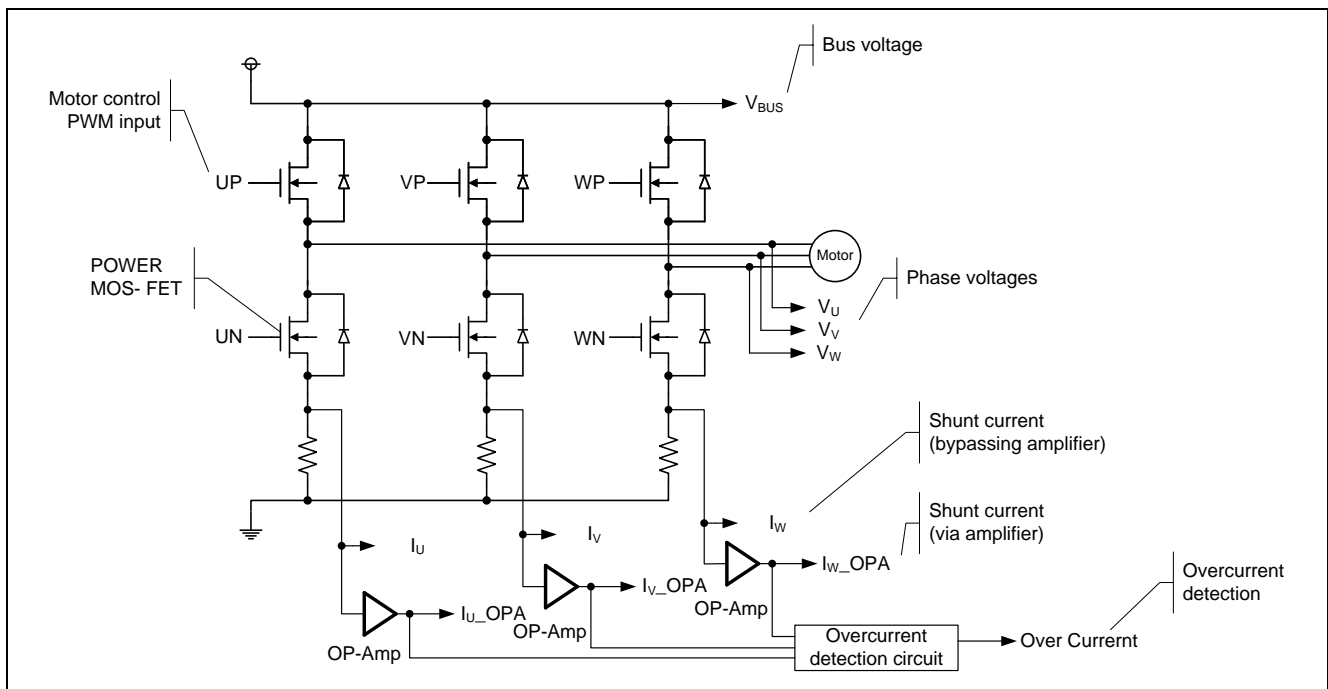 Bus voltage
Motor control
PWM input
VBUS
UP
VP
WP
Motor
POWER
MOS- FET
Phase voltages
UN
VN
WN
VU
VV
VW
Shunt current
(bypassing amplifier)
IU
IV
IW
Shunt current
(via amplifier)
IW_OPA
OP-Amp
IV_OPA
OP-Amp
IU_OPA
OP-Amp
Overcurrent
detection
Overcurrent
detection circuit
Over Currernt